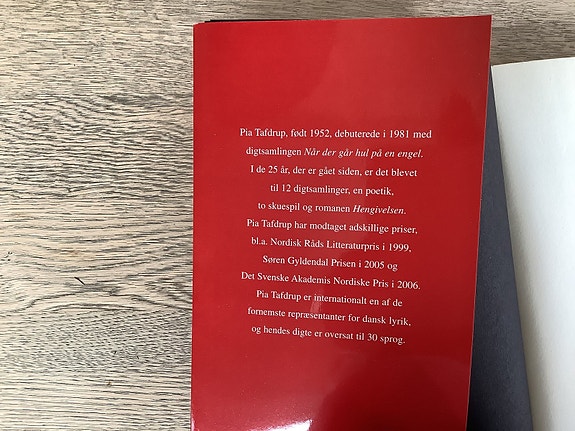 Pia Tafdrup, født 1952, debuterede i 1981 med
digtsamlingen Når der går hul på en engel.
I de 25 år, der er gået siden, er det blevet
til 12 digtsamlinger, en poetik,
to skuespil og romanen Hengivelsen.
Pia Tafdrup har modtaget adskillige priser,
bl.a. Nordisk Råds Litteraturpris i 1999,
Søren Gyldendal Prisen i 2005 og
Det Svenske Akademis Nordiske Pris i 2006.
Pia Tafdrup er internationalt en af de
fornemste repræsentanter for dansk lyrik,
og hendes digte er oversat til 30 sprog.